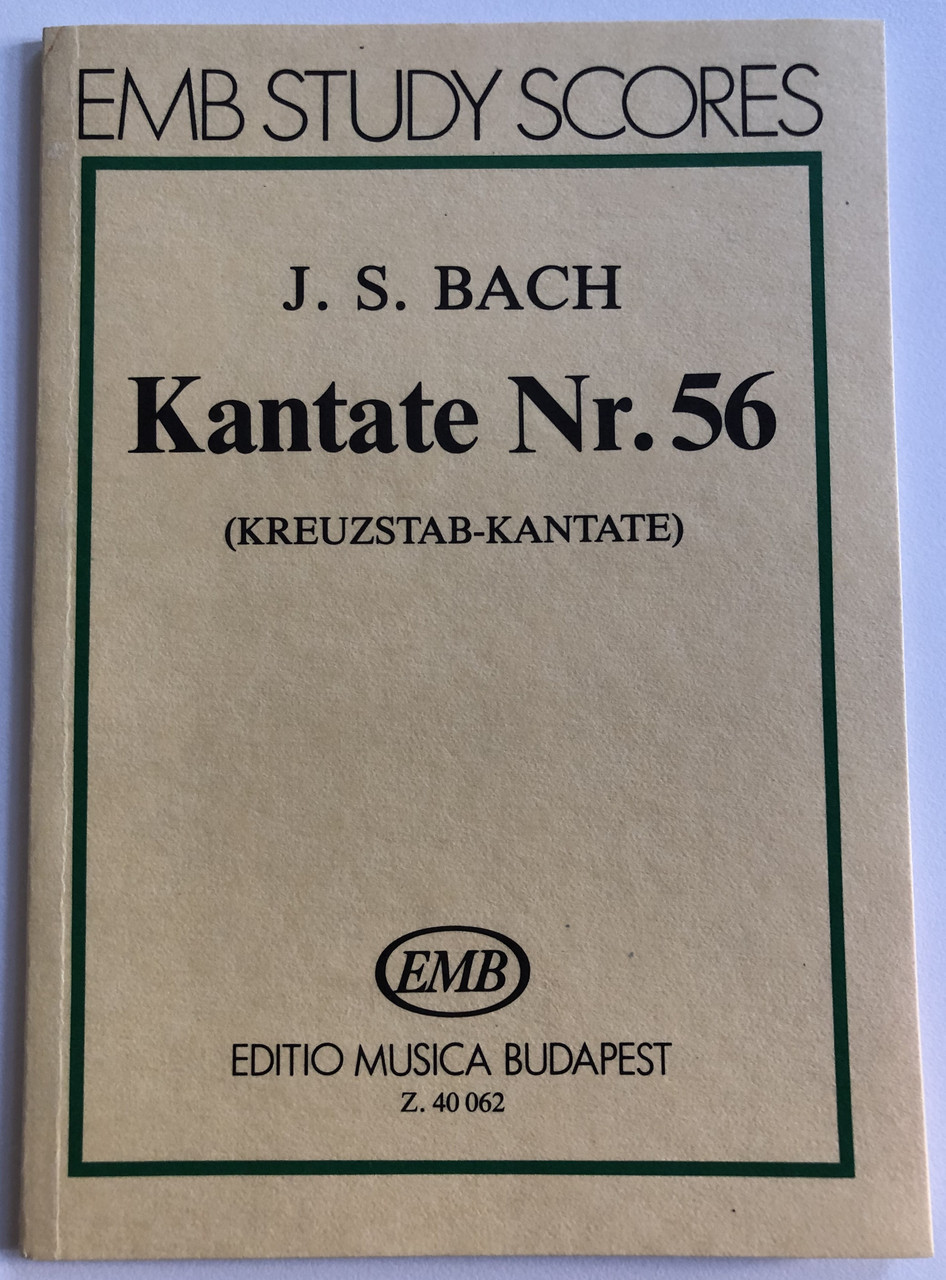 EMB STUDY SCORES
J. S. BACH
Kantate Nr. 56
(KREUZSTAB-KANTATE)
EMB
EDITIO MUSICA BUDAPEST
Z. 40 062